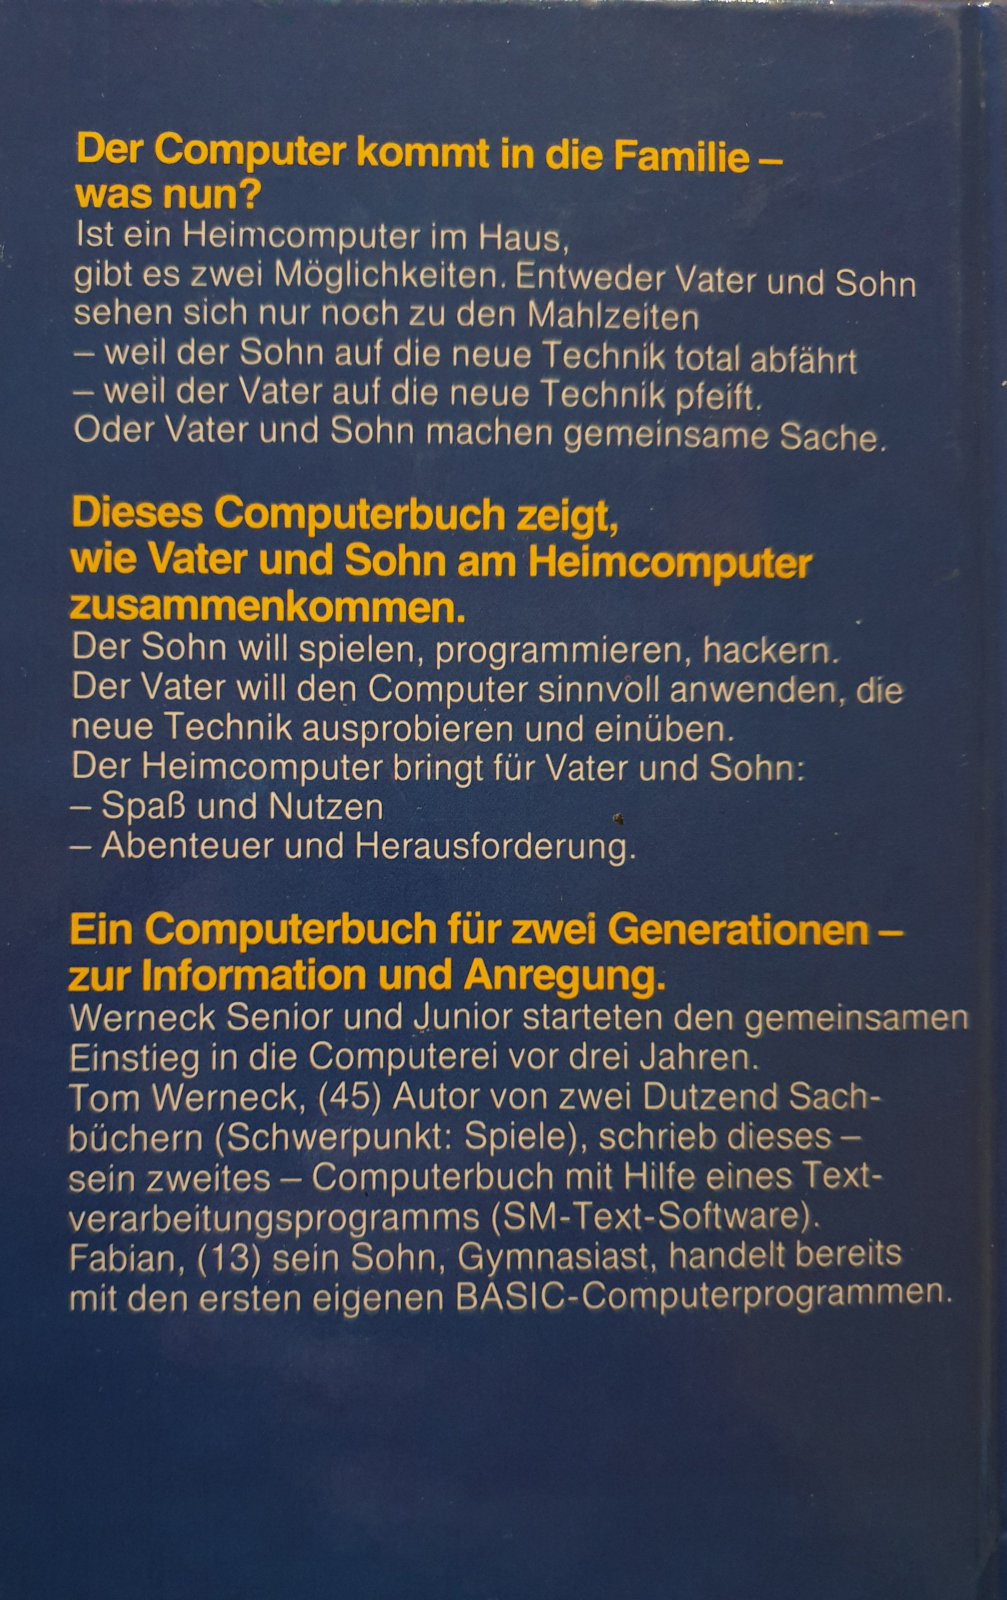 Der Computer kommt in die Familie –
was nun?
Ist ein Heimcomputer im Haus,
gibt es zwei Möglichkeiten. Entweder Vater und Sohn
sehen sich nur noch zu den Mahlzeiten
– weil der Sohn auf die neue Technik total abfährt
– weil der Vater auf die neue Technik pfeift.
Oder Vater und Sohn machen gemeinsame Sache.
Dieses Computerbuch zeigt,
wie Vater und Sohn am Heimcomputer
zusammenkommen.
Der Sohn will spielen, programmieren, hackern.
Der Vater will den Computer sinnvoll anwenden, die
neue Technik ausprobieren und einüben.
Der Heimcomputer bringt für Vater und Sohn:
– Spaß und Nutzen
– Abenteuer und Herausforderung.
Ein Computerbuch für zwei Generationen –
zur Information und Anregung.
Werneck Senior und Junior starteten den gemeinsamen
Einstieg in die Computerei vor drei Jahren.
Tom Werneck, (45) Autor von zwei Dutzend Sach-
büchern (Schwerpunkt: Spiele), schrieb dieses –
sein zweites – Computerbuch mit Hilfe eines Text-
verarbeitungsprogramms (SM-Text-Software).
Fabian, (13) sein Sohn, Gymnasiast, handelt bereits
mit den ersten eigenen BASIC-Computerprogrammen.